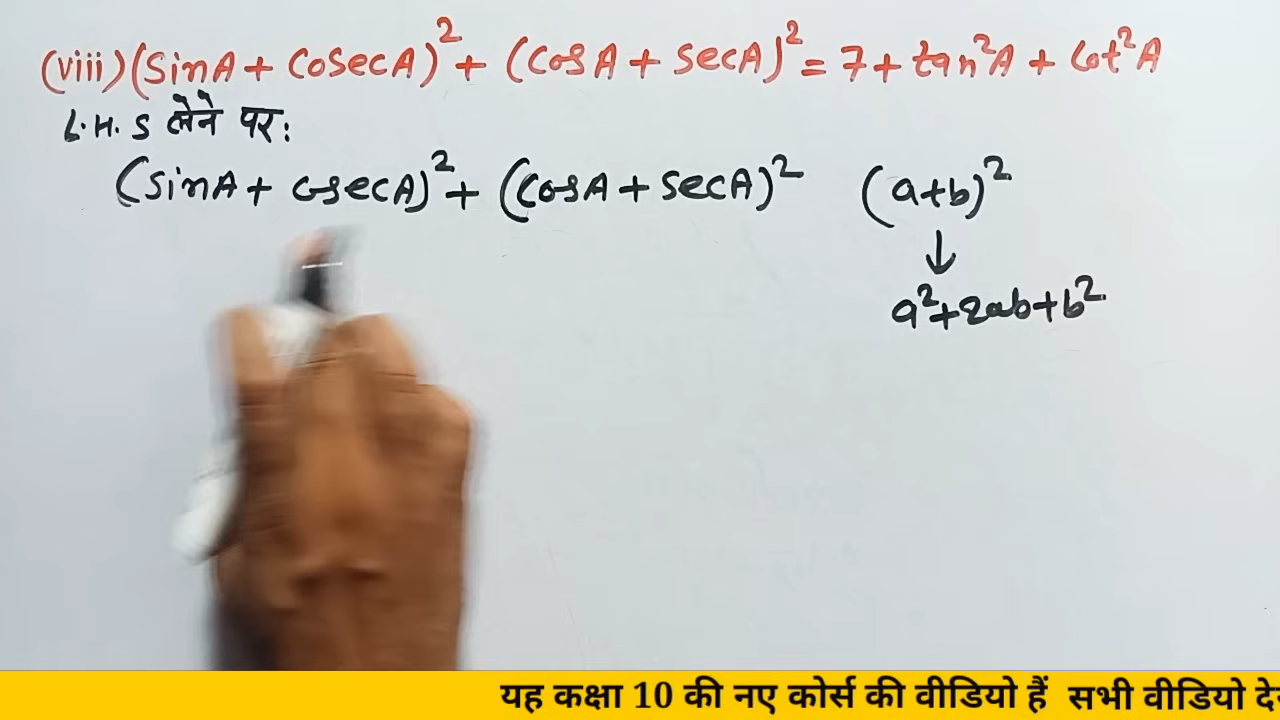 (viii) (SinA + CosecA)² + (CosA + SecA)² = 7 + tan²A + Cot²A
L.H.S लेने पर:
(SinA + CosecA)² + (CosA + SecA)² (a+b)²
↓
a²+2ab+b²
यह कक्षा 10 की नए कोर्स की वीडियो हैं सभी वीडियो दे